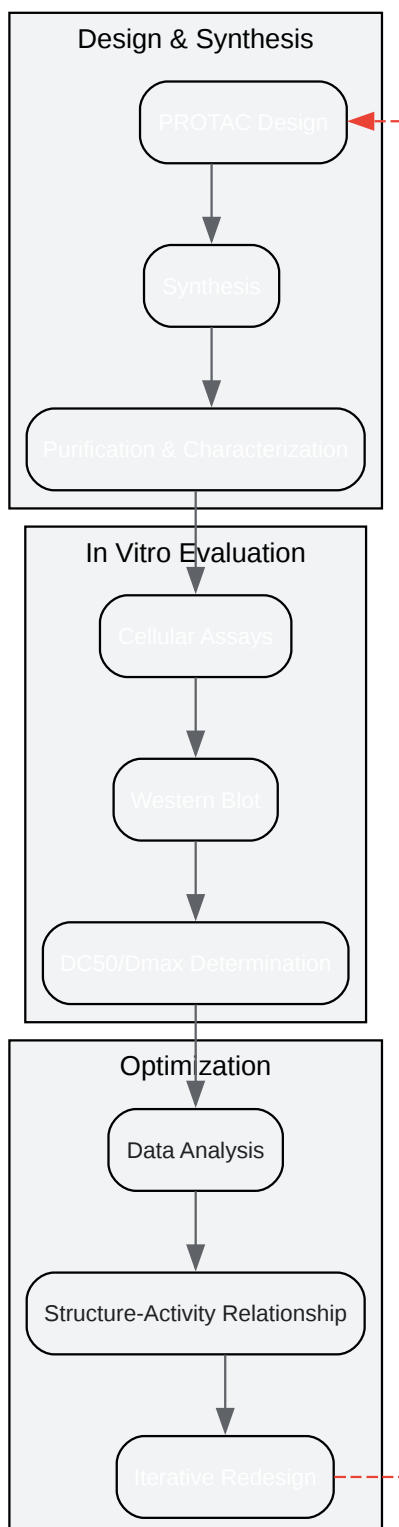 Design & Synthesis
PROTAC Design
Synthesis
Purification & Characterization
In Vitro Evaluation
Cellular Assays
Western Blot
DC50/Dmax Determination
Optimization
Data Analysis
Structure-Activity Relationship
Iterative Redesign